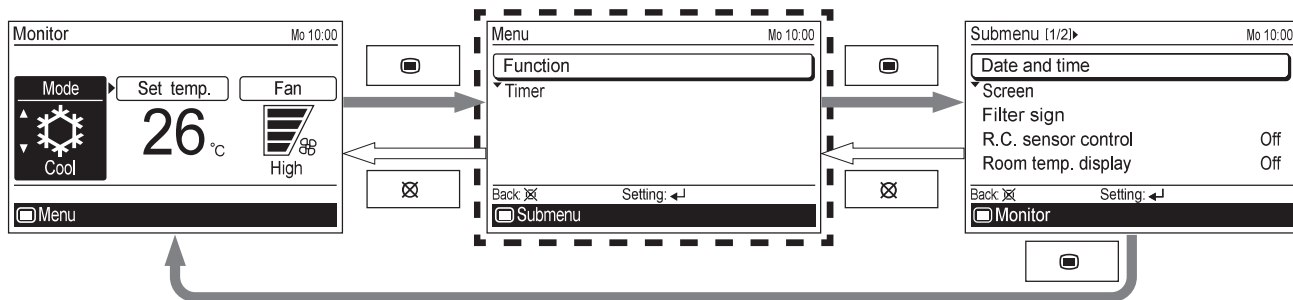 Monitor Mo 10:00
Mode Set temp. Fan
26 °C
Cool High
Menu
Menu Mo 10:00
Function
Timer
Back: Setting:
Submenu
Submenu [1/2] Mo 10:00
Date and time
Screen
Filter sign
R.C. sensor control Off
Room temp. display Off
Back: Setting:
Monitor